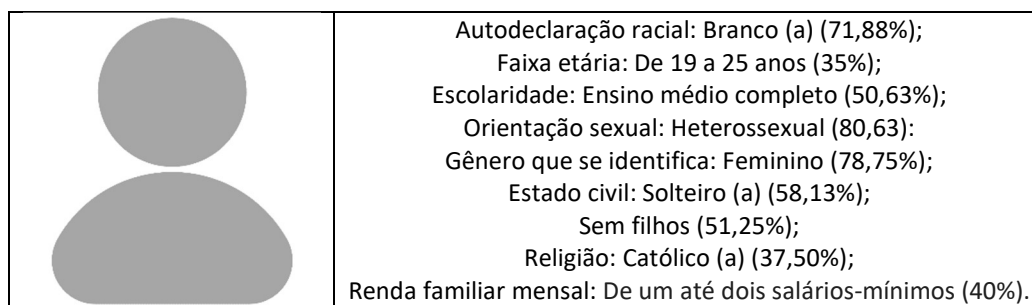 Autodeclaração racial: Branco (a) (71,88%);
Faixa etária: De 19 a 25 anos (35%);
Escolaridade: Ensino médio completo (50,63%);
Orientação sexual: Heterossexual (80,63):
Gênero que se identifica: Feminino (78,75%);
Estado civil: Solteiro (a) (58,13%);
Sem filhos (51,25%);
Religião: Católico (a) (37,50%);
Renda familiar mensal: De um até dois salários-mínimos (40%).